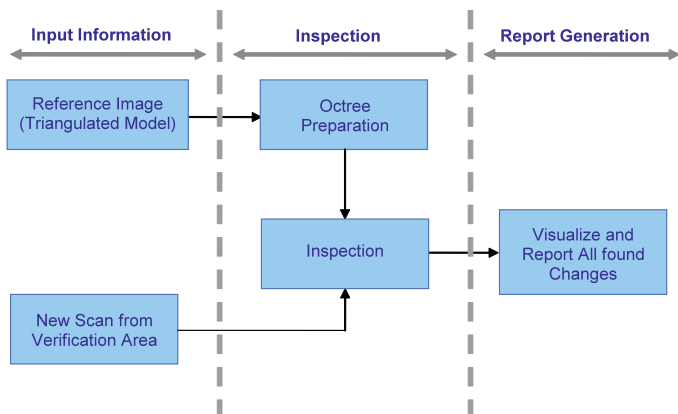 Input Information
Inspection
Report Generation
Reference Image
(Triangulated Model)
Octree
Preparation
Inspection
Visualize and
Report All found
Changes
New Scan from
Verification Area